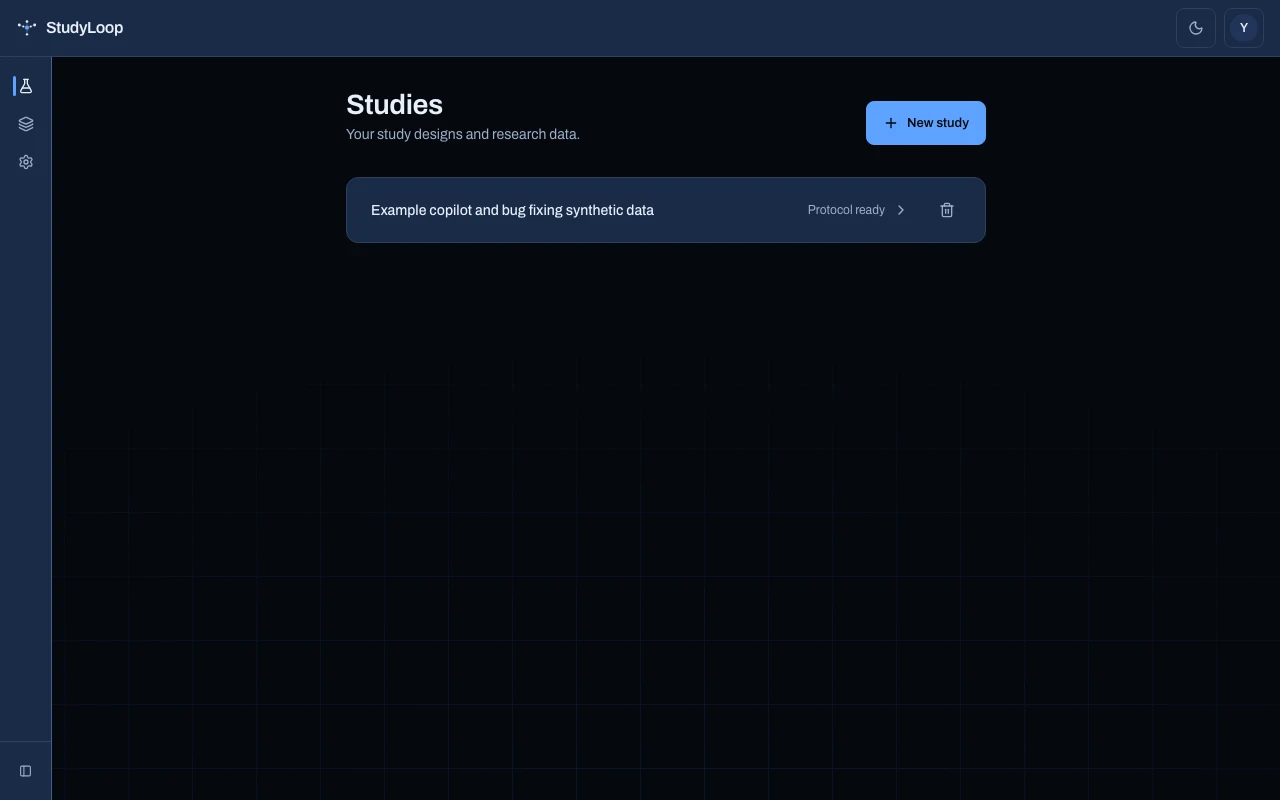 StudyLoop
Y
Studies
Your study designs and research data.
New study
Example copilot and bug fixing synthetic data
Protocol ready